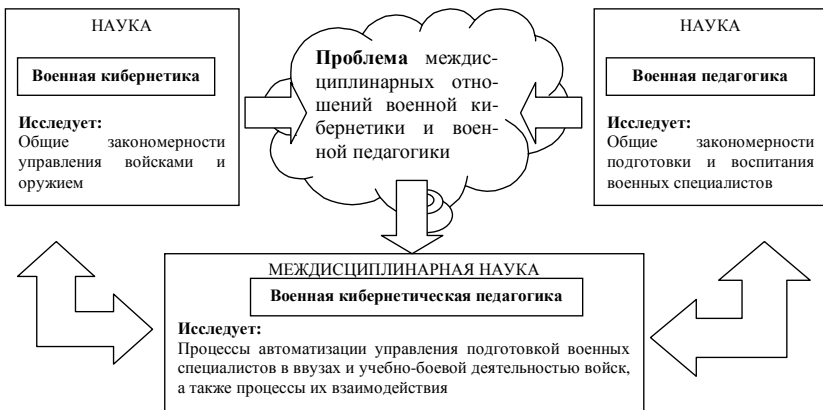 НАУКА
Военная кибернетика
Исследует:
Общие закономерности
управления войсками и
оружием
Проблема междис-
циплинарных отно-
шений военной ки-
бернетики и воен-
ной педагогики
НАУКА
Военная педагогика
Исследует:
Общие закономерности
подготовки и воспитания
военных специалистов
МЕЖДИСЦИПЛИНАРНАЯ НАУКА
Военная кибернетическая педагогика
Исследует:
Процессы автоматизации управления подготовкой военных
специалистов в ввузах и учебно-боевой деятельностью войск,
а также процессы их взаимодействия